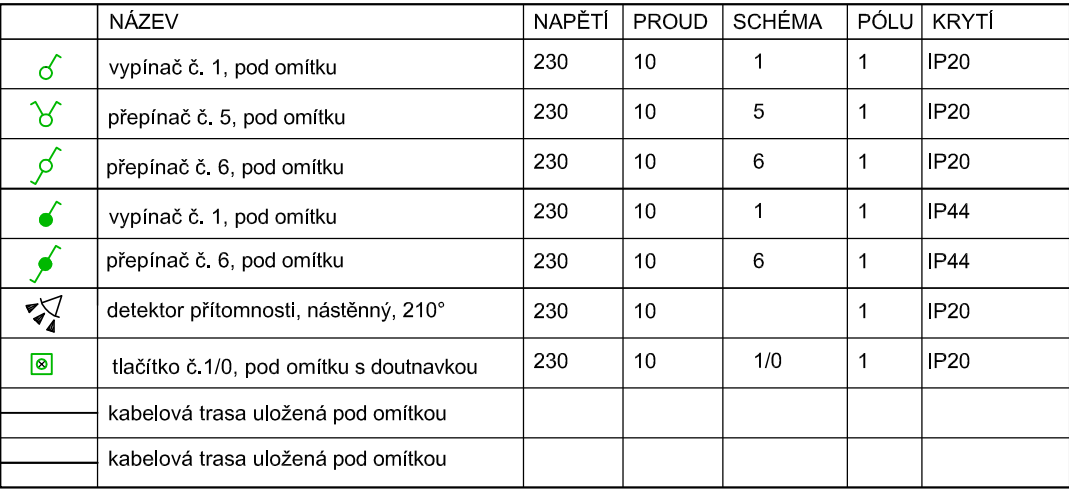 NÁZEV NAPĚTÍ PROUD SCHÉMA PÓLU KRYTÍ
vypínač č. 1, pod omítku 230 10 1 1 IP20
přepínač č. 5, pod omítku 230 10 5 1 IP20
přepínač č. 6, pod omítku 230 10 6 1 IP20
vypínač č. 1, pod omítku 230 10 1 1 IP44
přepínač č. 6, pod omítku 230 10 6 1 IP44
detektor přítomnosti, nástěnný, 210° 230 10 1 IP20
tlačítko č.1/0, pod omítku s doutnavkou 230 10 1/0 1 IP20
kabelová trasa uložená pod omítkou
kabelová trasa uložená pod omítkou